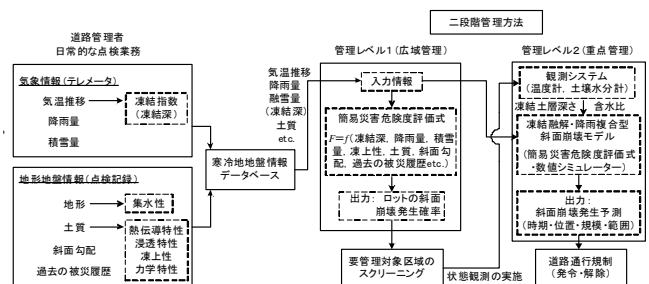 二段階管理方法
道路管理者
日常的な点検業務
気象情報(テレメータ)
気温推移
降雨量
積雪量
凍結指数
(凍結深)
地形地盤情報(点検記録)
地形
土質
斜面勾配
過去の被災履歴
集水性
熱伝導特性
浸透特性
凍上性
力学特性
寒冷地地盤情報
データベース
気温推移
降雨量
融雪量
(凍結深)
土質
etc.
管理レベル1(広域管理)
入力情報
簡易災害危険度評価式
F=f(凍結深, 降雨量, 積雪
量, 凍上性, 土質, 斜面勾
配, 過去の被災履歴etc.)
出力: ロットの斜面
崩壊発生確率
要管理対象区域の
スクリーニング
状態観測の実施
管理レベル2(重点管理)
観測システム
(温度計, 土壌水分計)
凍結土層深さ
含水比
凍結融解・降雨複合型
斜面崩壊モデル
(簡易災害危険度評価式
・数値シミュレーター)
出力:
斜面崩壊発生予測
(時期・位置・規模・範囲)
道路通行規制
(発令・解除)